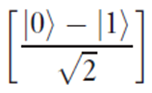 [ |0⟩ − |1⟩ / √2 ]